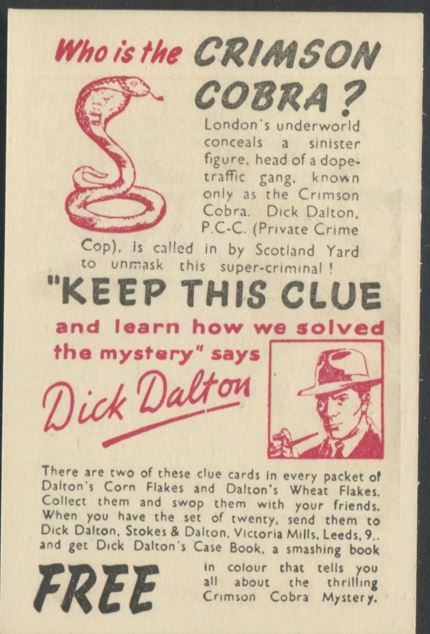 Who is the CRIMSON
COBRA?
London's underworld
conceals a sinister
figure, head of a dope-
traffic gang, known
only as the Crimson
Cobra. Dick Dalton,
P.C-C. (Private Crime
Cop), is called in by Scotland Yard
to unmask this super-criminal!
"KEEP THIS CLUE
and learn how we solved
the mystery" says
Dick Dalton
There are two of these clue cards in every packet of
Dalton's Corn Flakes and Dalton's Wheat Flakes.
Collect them and swop them with your friends.
When you have the set of twenty, send them to
Dick Dalton, Stokes & Dalton, Victoria Mills, Leeds, 9..
and get Dick Dalton's Case Book, a smashing book
FREE
in colour that tells you
all about the thrilling
Crimson Cobra Mystery.